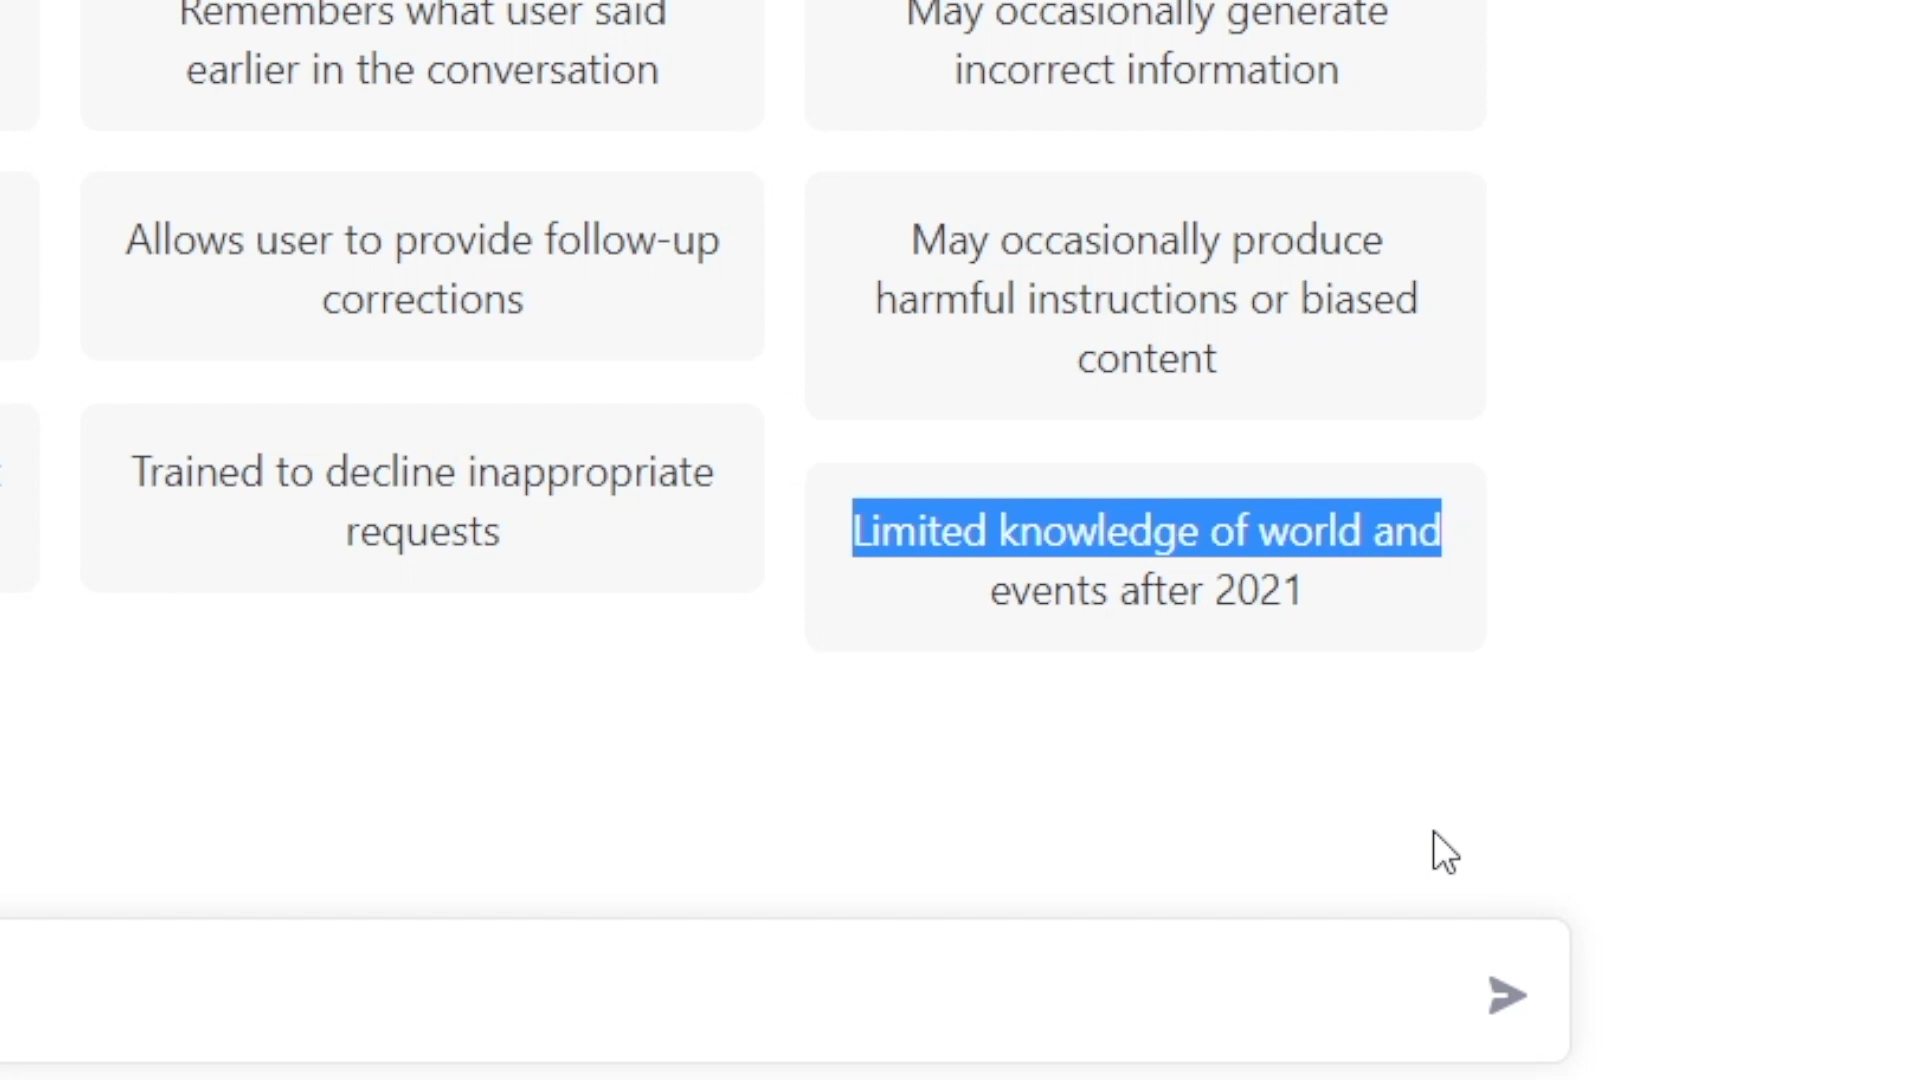 Remembers what user said
earlier in the conversation
Allows user to provide follow-up
corrections
Trained to decline inappropriate
requests
May occasionally generate
incorrect information
May occasionally produce
harmful instructions or biased
content
Limited knowledge of world and
events after 2021